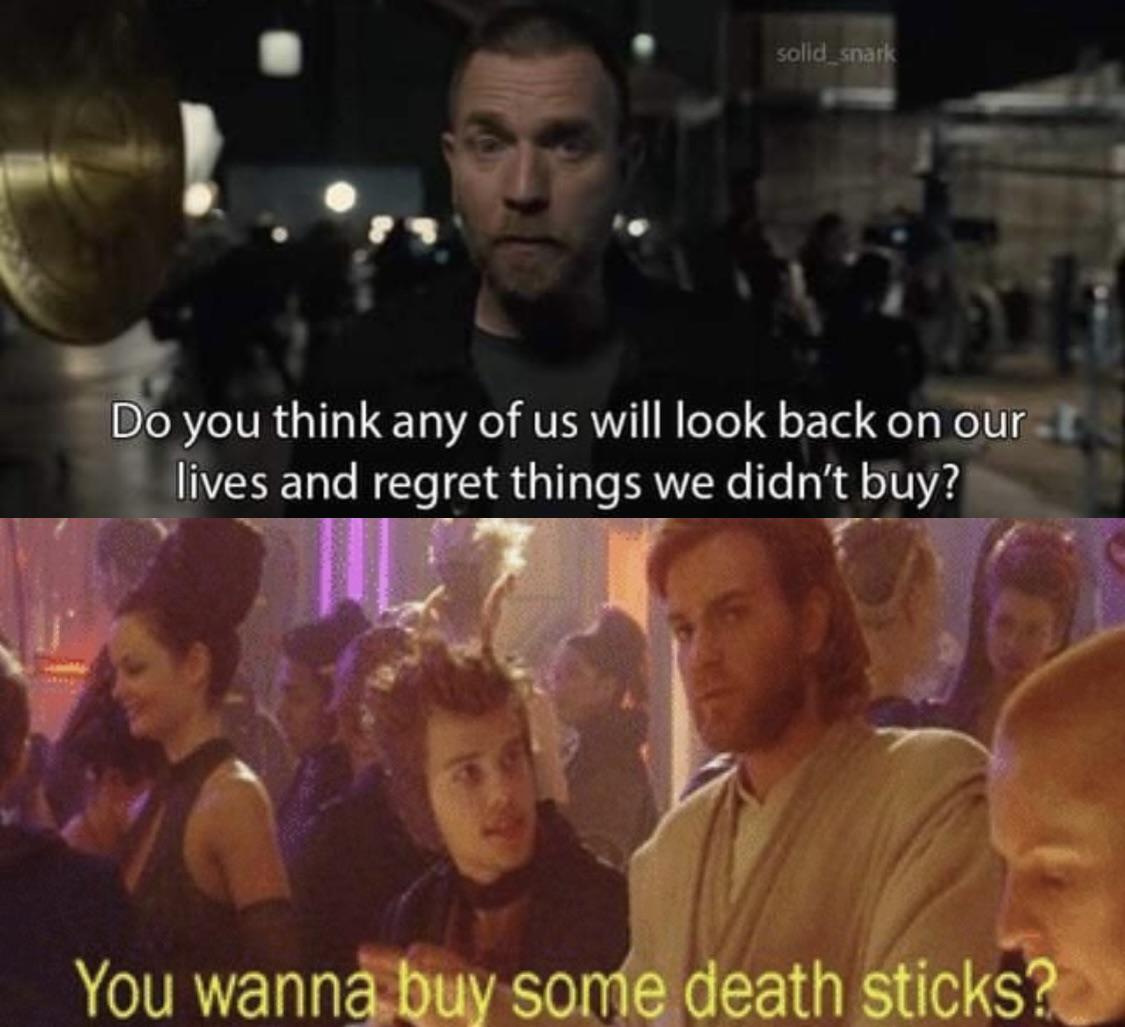 solid_snark
Do you think any of us will look back on our
lives and regret things we didn't buy?
You wanna buy some death sticks?